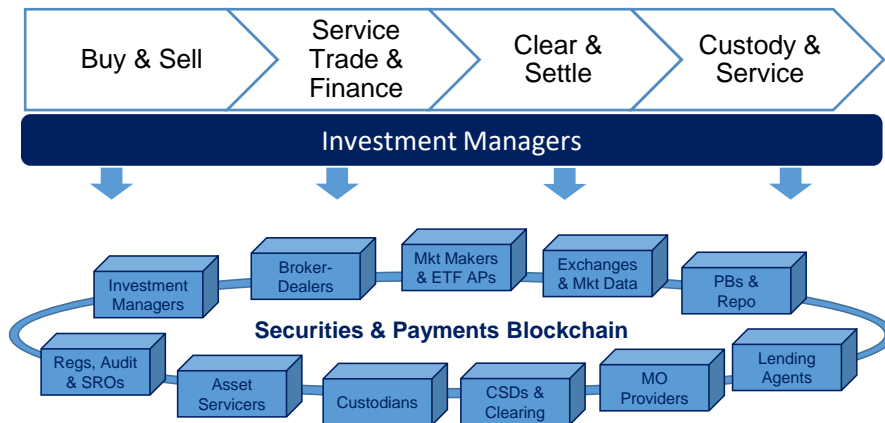 Buy & Sell
Service
Trade &
Finance
Clear &
Settle
Custody &
Service
Investment Managers
Investment
Managers
Broker-
Dealers
Mkt Makers
& ETF APs
Exchanges
& Mkt Data
PBs &
Repo
Securities & Payments Blockchain
Regs, Audit
& SROs
Asset
Servicers
Custodians
CSDs &
Clearing
MO
Providers
Lending
Agents